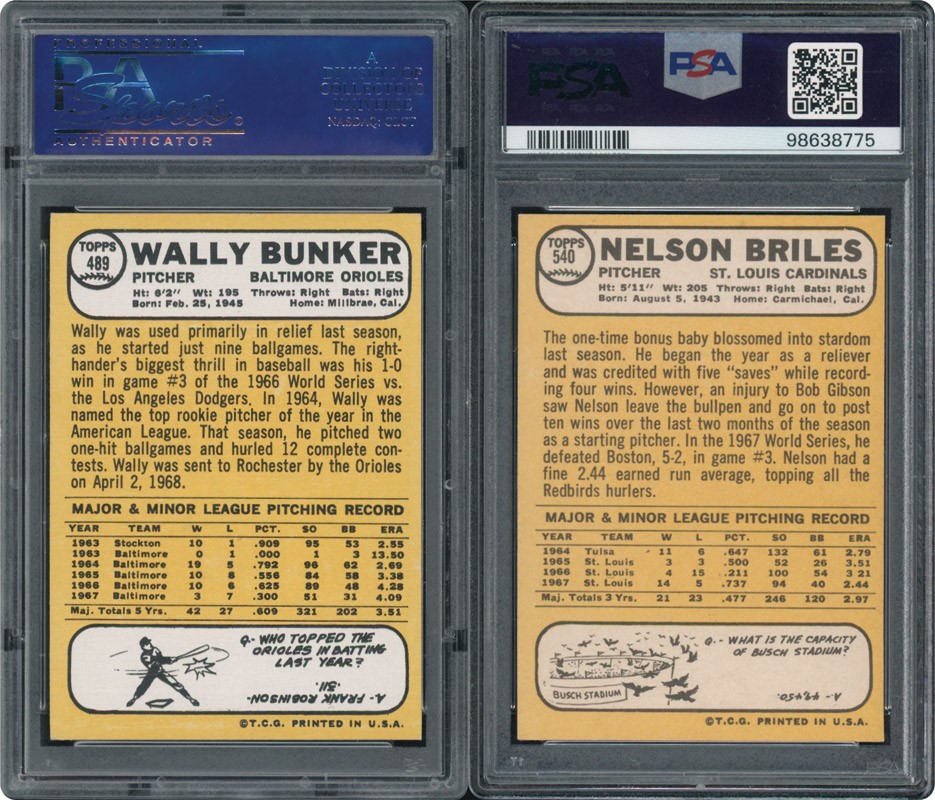 PROFESSIONAL
PSA
Sports
AUTHENTICATOR
A
DIVISION OF
COLLECTORS
UNIVERSE
NASDAQ: CLCT
TOPPS
489
WALLY BUNKER
PITCHER BALTIMORE ORIOLES
Ht: 6'2" Wt: 195 Throws: Right Bats: Right
Born: Feb. 25, 1945 Home: Millbrae, Cal.
Wally was used primarily in relief last season,
as he started just nine ballgames. The right-
hander's biggest thrill in baseball was his 1-0
win in game #3 of the 1966 World Series vs.
the Los Angeles Dodgers. In 1964, Wally was
named the top rookie pitcher of the year in the
American League. That season, he pitched two
one-hit ballgames and hurled 12 complete con-
tests. Wally was sent to Rochester by the Orioles
on April 2, 1968.
MAJOR & MINOR LEAGUE PITCHING RECORD
YEAR TEAM W L PCT. SO BB ERA
1963 Stockton 10 1 .909 95 53 2.55
1963 Baltimore 0 1 .000 1 3 13.50
1964 Baltimore 19 5 .792 96 62 2.69
1965 Baltimore 10 8 .556 84 58 3.38
1966 Baltimore 10 6 .625 89 48 4.28
1967 Baltimore 3 7 .300 51 31 4.09
Maj. Totals 5 Yrs. 42 27 .609 321 202 3.51
Q.- WHO TOPPED THE
ORIOLES IN BATTING
LAST YEAR?
A.- FRANK ROBINSON-
.311.
©T.C.G. PRINTED IN U.S.A.
PSA PSA PSA
PSA
PSA
98638775
TOPPS
540
NELSON BRILES
PITCHER ST. LOUIS CARDINALS
Ht: 5'11" Wt: 205 Throws: Right Bats: Right
Born: August 5, 1943 Home: Carmichael, Cal.
The one-time bonus baby blossomed into stardom
last season. He began the year as a reliever
and was credited with five "saves" while record-
ing four wins. However, an injury to Bob Gibson
saw Nelson leave the bullpen and go on to post
ten wins over the last two months of the season
as a starting pitcher. In the 1967 World Series, he
defeated Boston, 5-2, in game #3. Nelson had a
fine 2.44 earned run average, topping all the
Redbirds hurlers.
MAJOR & MINOR LEAGUE PITCHING RECORD
YEAR TEAM W L PCT. SO BB ERA
1964 Tulsa 11 6 .647 132 61 2.79
1965 St. Louis 3 3 .500 52 26 3.51
1966 St. Louis 4 15 .211 100 54 3 21
1967 St. Louis 14 5 .737 94 40 2.44
Maj. Totals 3 Yrs. 21 23 .477 246 120 2.97
Q.- WHAT IS THE CAPACITY
OF BUSCH STADIUM?
BUSCH STADIUM
A- 49,450.
©T.C.G. PRINTED IN U.S.A.